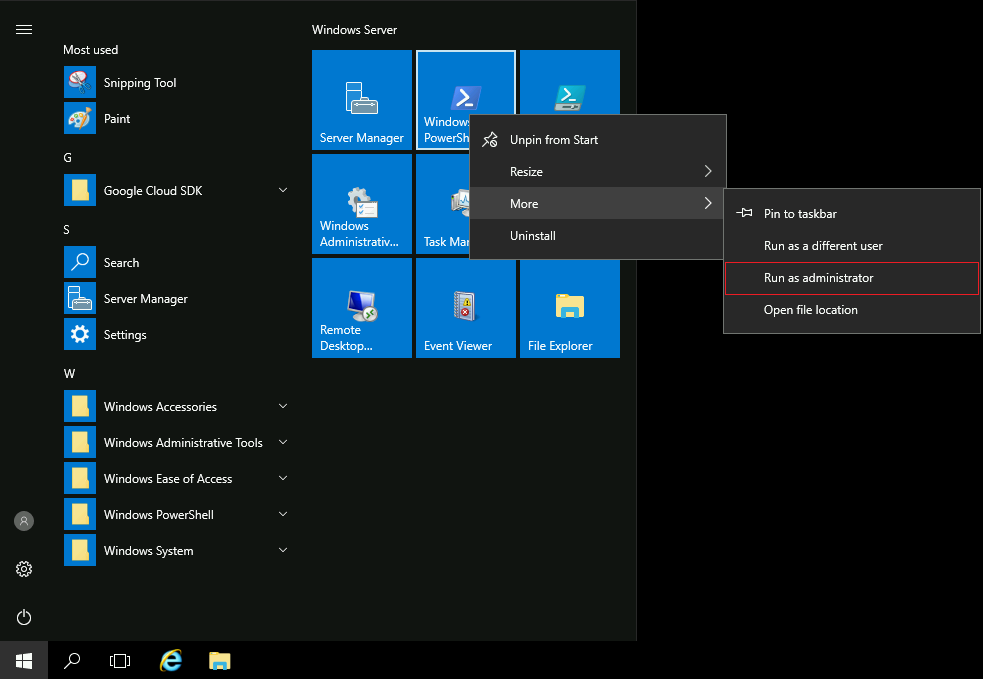 Most used
Snipping Tool
Paint
G
Google Cloud SDK
S
Search
Server Manager
Settings
W
Windows Accessories
Windows Administrative Tools
Windows Ease of Access
Windows PowerShell
Windows System
Windows Server
Server Manager
Windows
PowerSh
Windows
Administrativ...
Task Man
Remote
Desktop...
Event Viewer
File Explorer
Unpin from Start
Resize
More
Uninstall
Pin to taskbar
Run as a different user
Run as administrator
Open file location